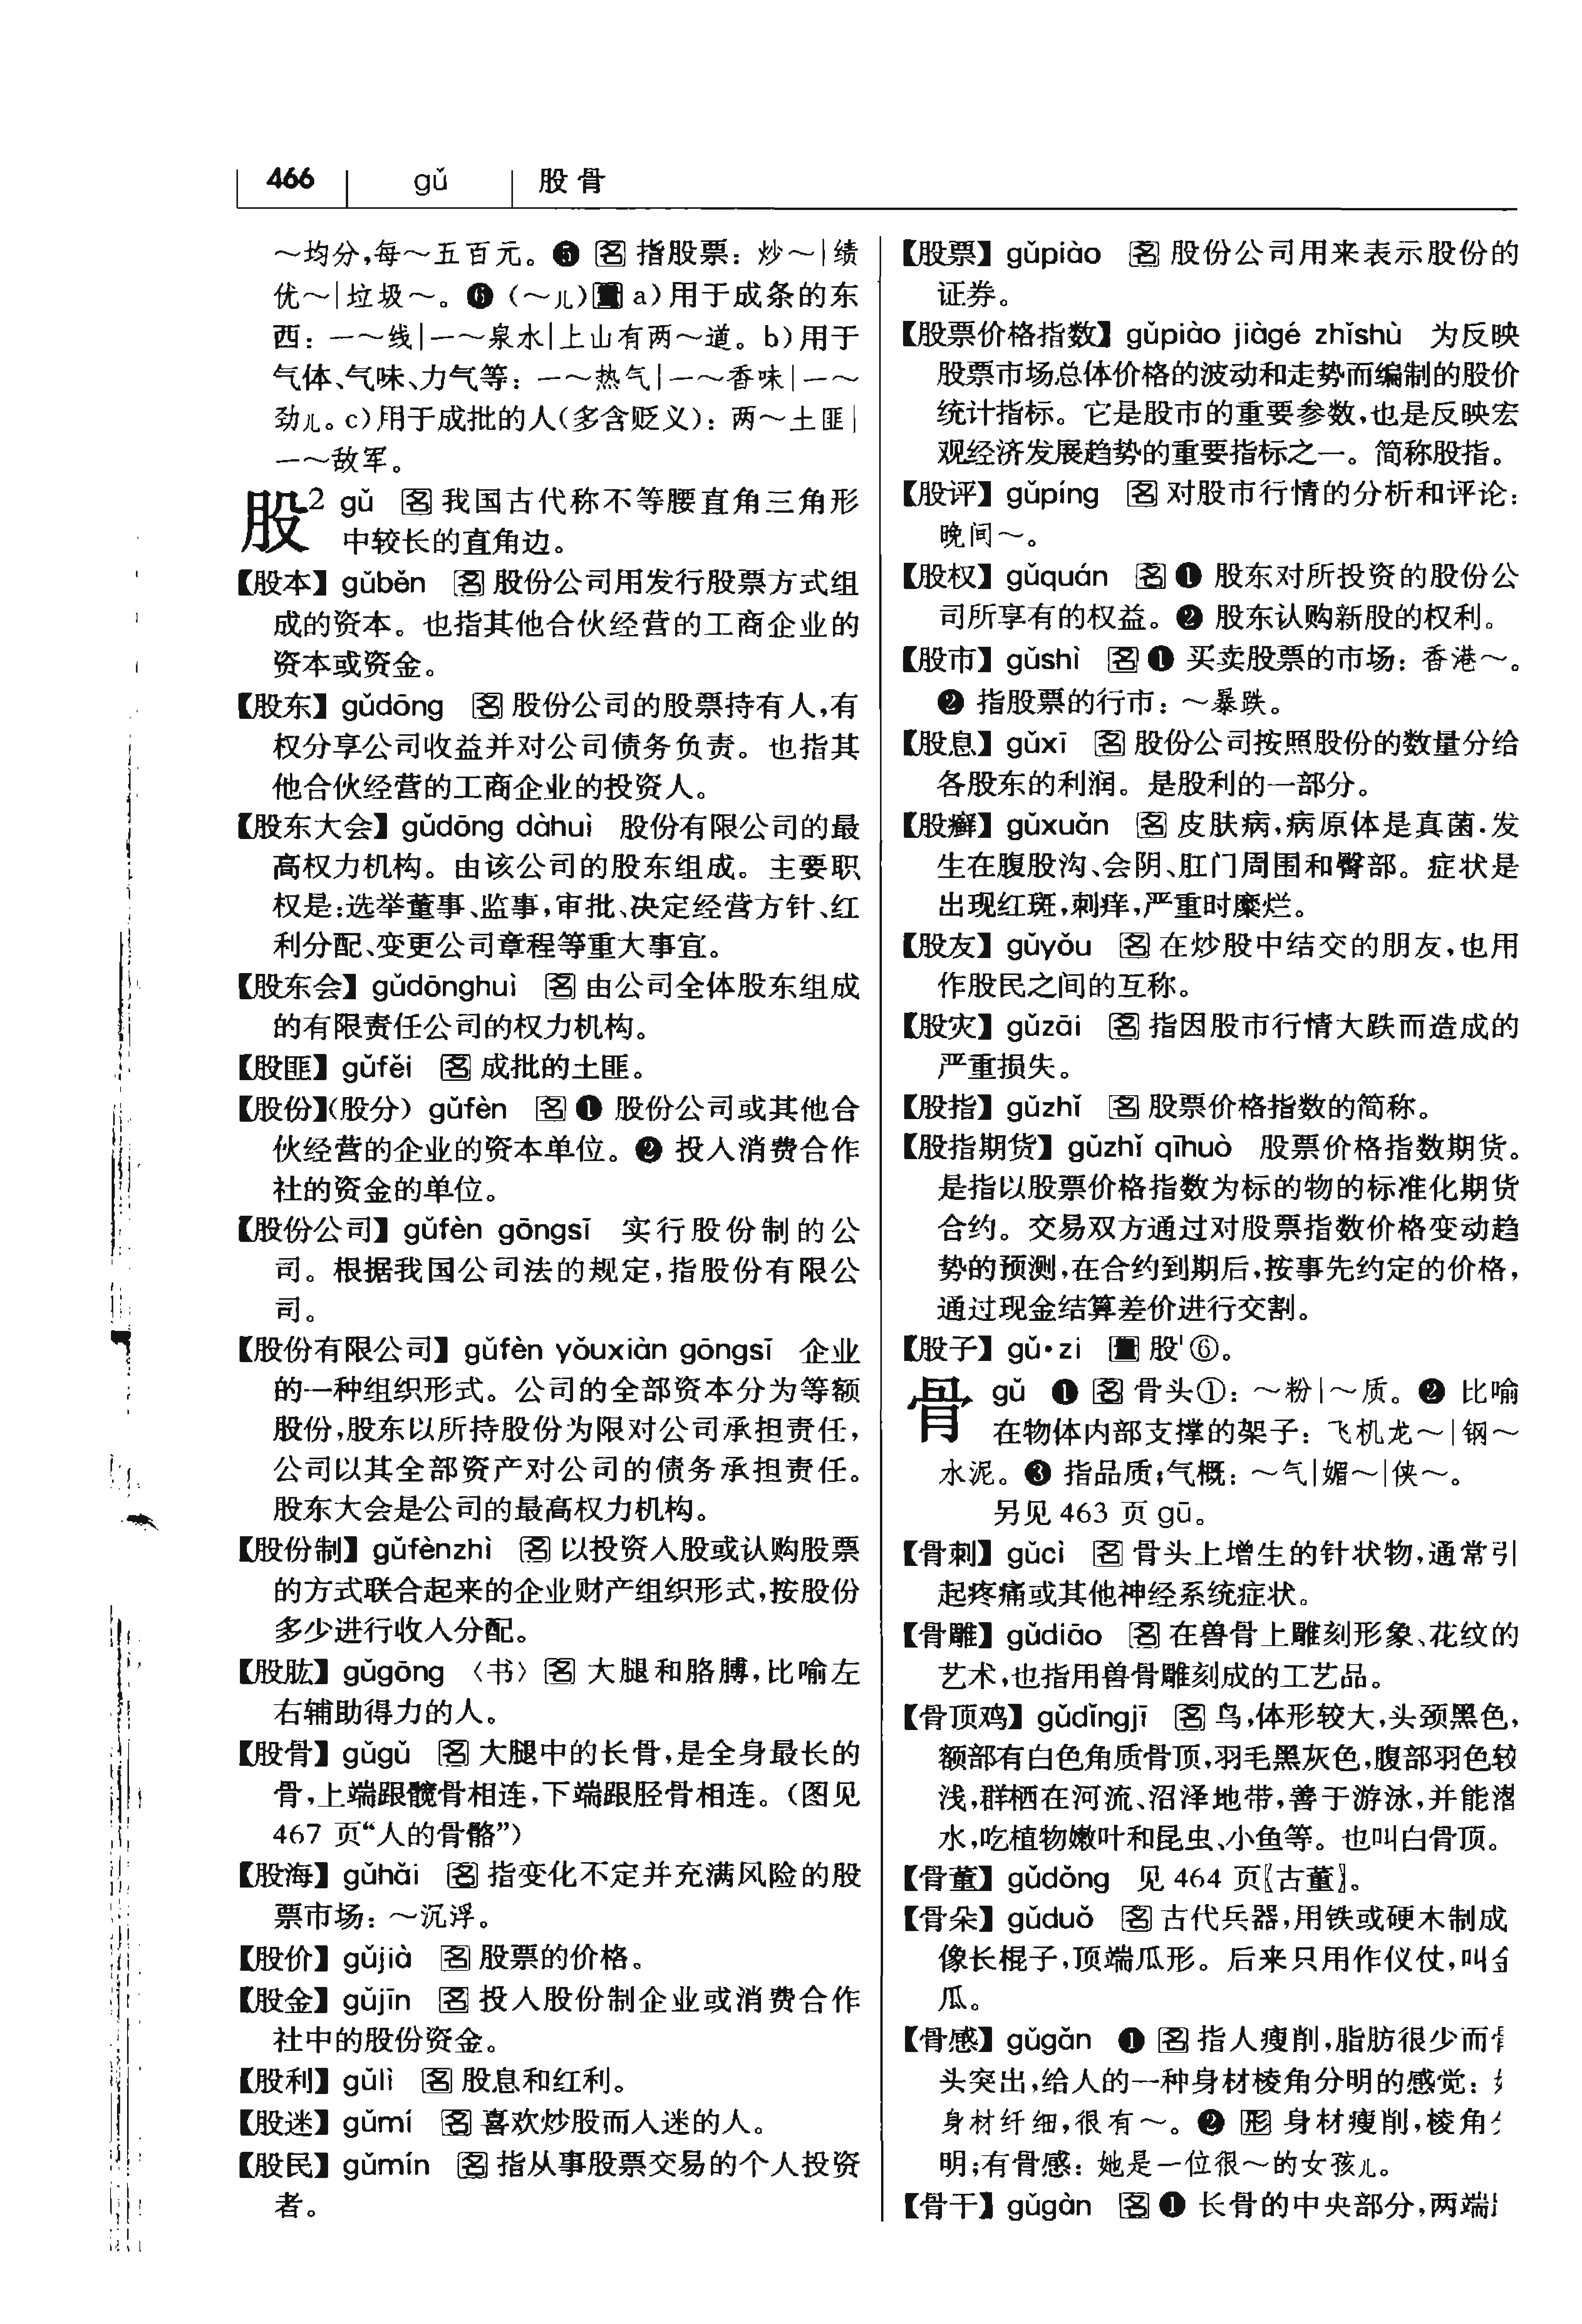 466 gǔ 股骨
～均分，每～五百元。❺ 名 指股票：炒～|绩
优～|垃圾～。❻（～儿）量 a）用于成条的东
西：一～线|一～泉水|上山有两～道。b）用于
气体、气味、力气等：一～热气|一～香味|一～
劲儿。c）用于成批的人（多含贬义）：两～土匪|
一～敌军。
股² gǔ 名 我国古代称不等腰直角三角形
中较长的直角边。
【股本】gǔběn 名 股份公司用发行股票方式组
成的资本。也指其他合伙经营的工商企业的
资本或资金。
【股东】gǔdōng 名 股份公司的股票持有人，有
权分享公司收益并对公司债务负责。也指其
他合伙经营的工商企业的投资人。
【股东大会】gǔdōng dàhuì 股份有限公司的最
高权力机构。由该公司的股东组成。主要职
权是：选举董事、监事，审批、决定经营方针、红
利分配、变更公司章程等重大事宜。
【股东会】gǔdōnghuì 名 由公司全体股东组成
的有限责任公司的权力机构。
【股匪】gǔfěi 名 成批的土匪。
【股份】（股分）gǔfèn 名 ❶ 股份公司或其他合
伙经营的企业的资本单位。❷ 投入消费合作
社的资金的单位。
【股份公司】gǔfèn gōngsī 实行股份制的公
司。根据我国公司法的规定，指股份有限公
司。
【股份有限公司】gǔfèn yǒuxiàn gōngsī 企业
的一种组织形式。公司的全部资本分为等额
股份，股东以所持股份为限对公司承担责任，
公司以其全部资产对公司的债务承担责任。
股东大会是公司的最高权力机构。
【股份制】gǔfènzhì 名 以投资入股或认购股票
的方式联合起来的企业财产组织形式，按股份
多少进行收入分配。
【股肱】gǔgōng 〈书〉名 大腿和胳膊，比喻左
右辅助得力的人。
【股骨】gǔgǔ 名 大腿中的长骨，是全身最长的
骨，上端跟髋骨相连，下端跟胫骨相连。（图见
467 页“人的骨骼”）
【股海】gǔhǎi 名 指变化不定并充满风险的股
票市场：～沉浮。
【股价】gǔjià 名 股票的价格。
【股金】gǔjīn 名 投入股份制企业或消费合作
社中的股份资金。
【股利】gǔlì 名 股息和红利。
【股迷】gǔmí 名 喜欢炒股而入迷的人。
【股民】gǔmín 名 指从事股票交易的个人投资
者。
【股票】gǔpiào 名 股份公司用来表示股份的
证券。
【股票价格指数】gǔpiào jiàgé zhǐshù 为反映
股票市场总体价格的波动和走势而编制的股价
统计指标。它是股市的重要参数，也是反映宏
观经济发展趋势的重要指标之一。简称股指。
【股评】gǔpíng 名 对股市行情的分析和评论：
晚间～。
【股权】gǔquán 名 ❶ 股东对所投资的股份公
司所享有的权益。❷ 股东认购新股的权利。
【股市】gǔshì 名 ❶ 买卖股票的市场：香港～。
❷ 指股票的行市：～暴跌。
【股息】gǔxī 名 股份公司按照股份的数量分给
各股东的利润。是股利的一部分。
【股癣】gǔxuǎn 名 皮肤病，病原体是真菌.发
生在腹股沟、会阴、肛门周围和臀部。症状是
出现红斑，刺痒，严重时糜烂。
【股友】gǔyǒu 名 在炒股中结交的朋友，也用
作股民之间的互称。
【股灾】gǔzāi 名 指因股市行情大跌而造成的
严重损失。
【股指】gǔzhǐ 名 股票价格指数的简称。
【股指期货】gǔzhǐ qīhuò 股票价格指数期货。
是指以股票价格指数为标的物的标准化期货
合约。交易双方通过对股票指数价格变动趋
势的预测，在合约到期后，按事先约定的价格，
通过现金结算差价进行交割。
【股子】gǔ·zi 量 股¹⑥。
骨 gǔ ❶ 名 骨头①：～粉|～质。❷ 比喻
在物体内部支撑的架子：飞机龙～|钢～
水泥。❸ 指品质；气概：～气|媚～|侠～。
另见 463 页 gū。
【骨刺】gǔcì 名 骨头上增生的针状物，通常引
起疼痛或其他神经系统症状。
【骨雕】gǔdiāo 名 在兽骨上雕刻形象、花纹的
艺术，也指用兽骨雕刻成的工艺品。
【骨顶鸡】gǔdǐngjī 名 鸟，体形较大，头颈黑色，
额部有白色角质骨顶，羽毛黑灰色，腹部羽色较
浅，群栖在河流、沼泽地带，善于游泳，并能潜
水，吃植物嫩叶和昆虫、小鱼等。也叫白骨顶。
【骨董】gǔdǒng 见 464 页〖古董〗。
【骨朵】gǔduǒ 名 古代兵器，用铁或硬木制成
像长棍子，顶端瓜形。后来只用作仪仗，叫金
瓜。
【骨感】gǔgǎn ❶ 名 指人瘦削，脂肪很少而骨
头突出，给人的一种身材棱角分明的感觉：
身材纤细，很有～。❷ 形 身材瘦削，棱角分
明；有骨感：她是一位很～的女孩儿。
【骨干】gǔgàn 名 ❶ 长骨的中央部分，两端